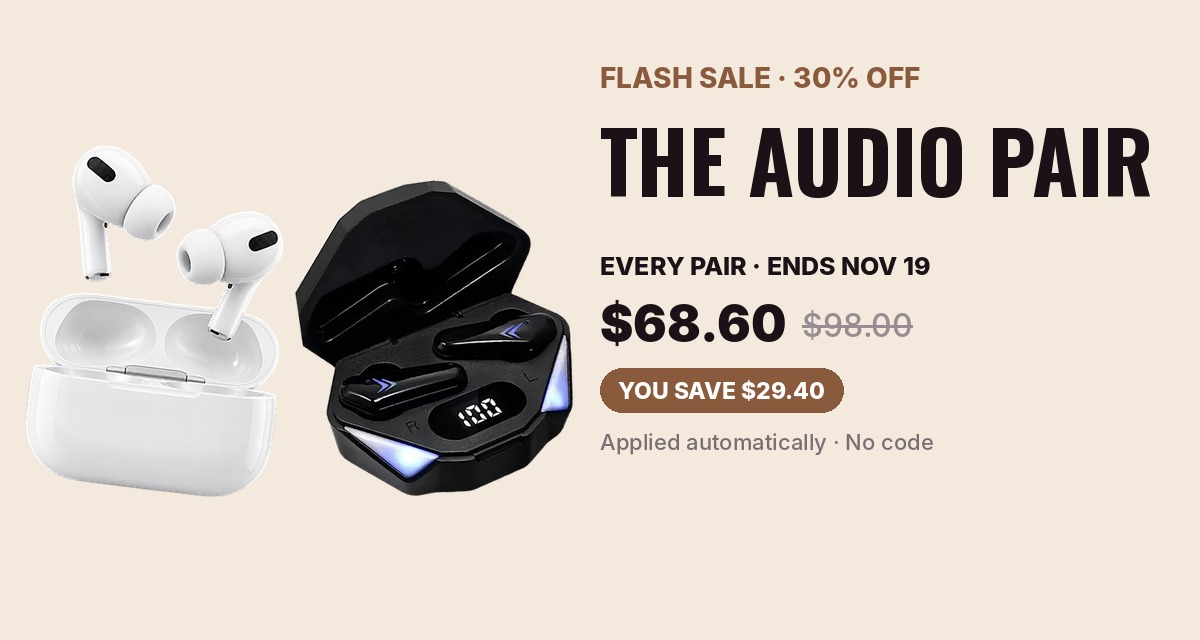 FLASH SALE · 30% OFF
THE AUDIO PAIR
EVERY PAIR · ENDS NOV 19
$68.60 $98.00
YOU SAVE $29.40
Applied automatically · No code
L
100
R